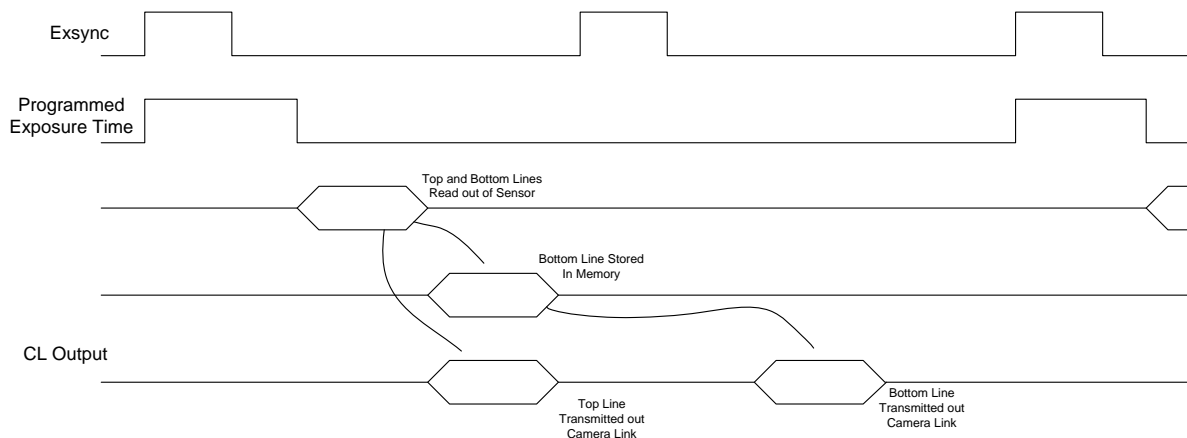 Exsync
Programmed
Exposure Time
Top and Bottom Lines
Read out of Sensor
Bottom Line Stored
In Memory
CL Output
Top Line
Transmitted out
Camera Link
Bottom Line
Transmitted out
Camera Link